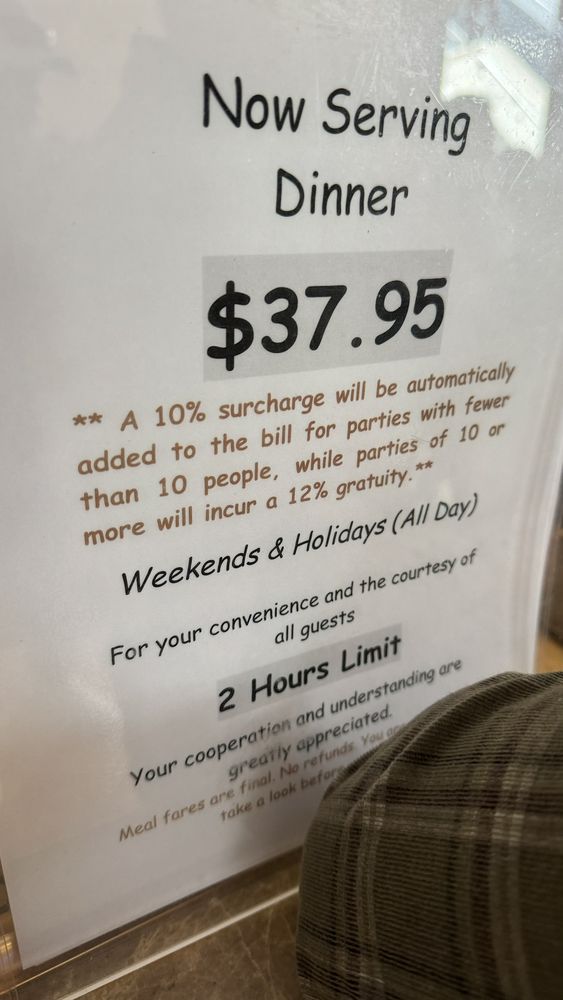 Now Serving
Dinner
$37.95
** A 10% surcharge will be automatically
added to the bill for parties with fewer
than 10 people, while parties of 10 or
more will incur a 12% gratuity.**
Weekends & Holidays (All Day)
For your convenience and the courtesy of
all guests
2 Hours Limit
Your cooperation and understanding are
greatly appreciated.
Meal fares are final. No refunds. You
take a look before